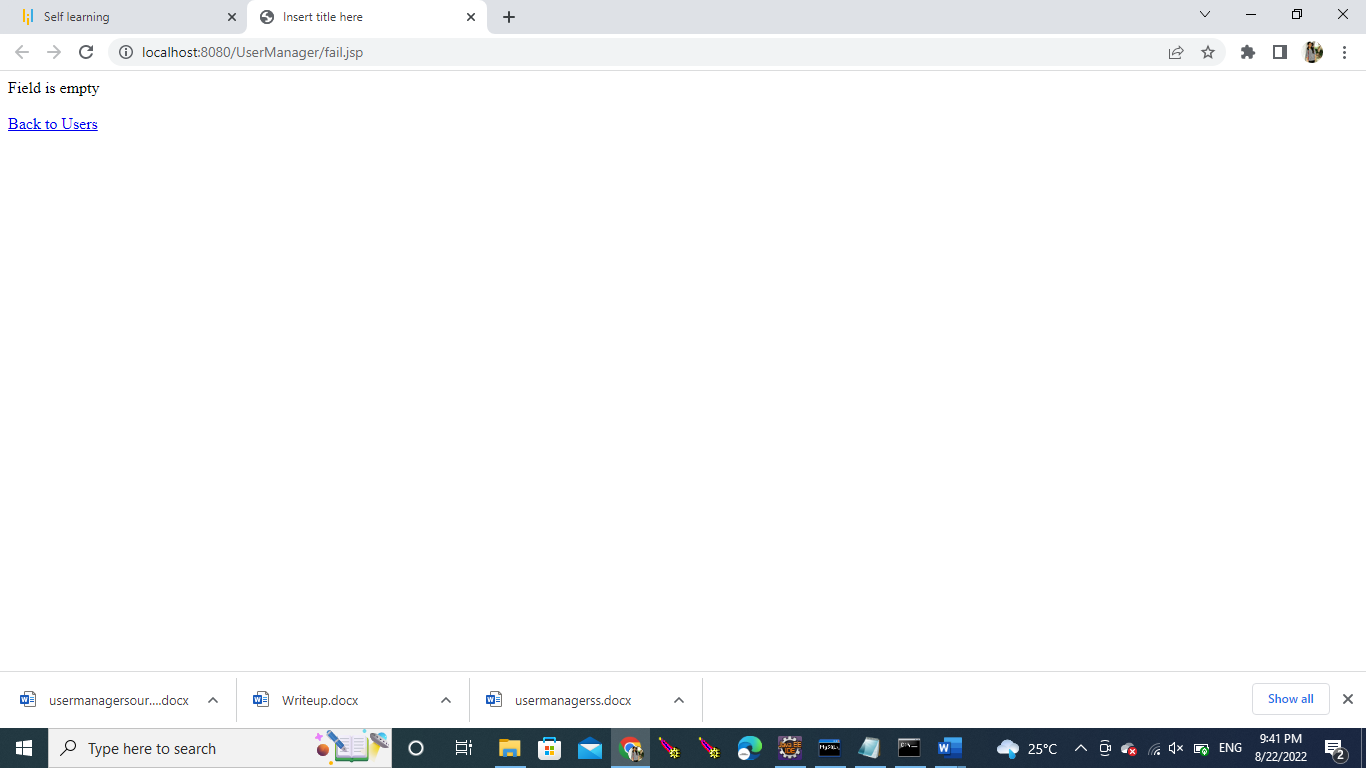 Self learning
Insert title here
localhost:8080/UserManager/fail.jsp
Field is empty
Back to Users
usermanagersour....docx
Writeup.docx
usermanagerss.docx
Show all
Type here to search
25°C
ENG
9:41 PM
8/22/2022
2